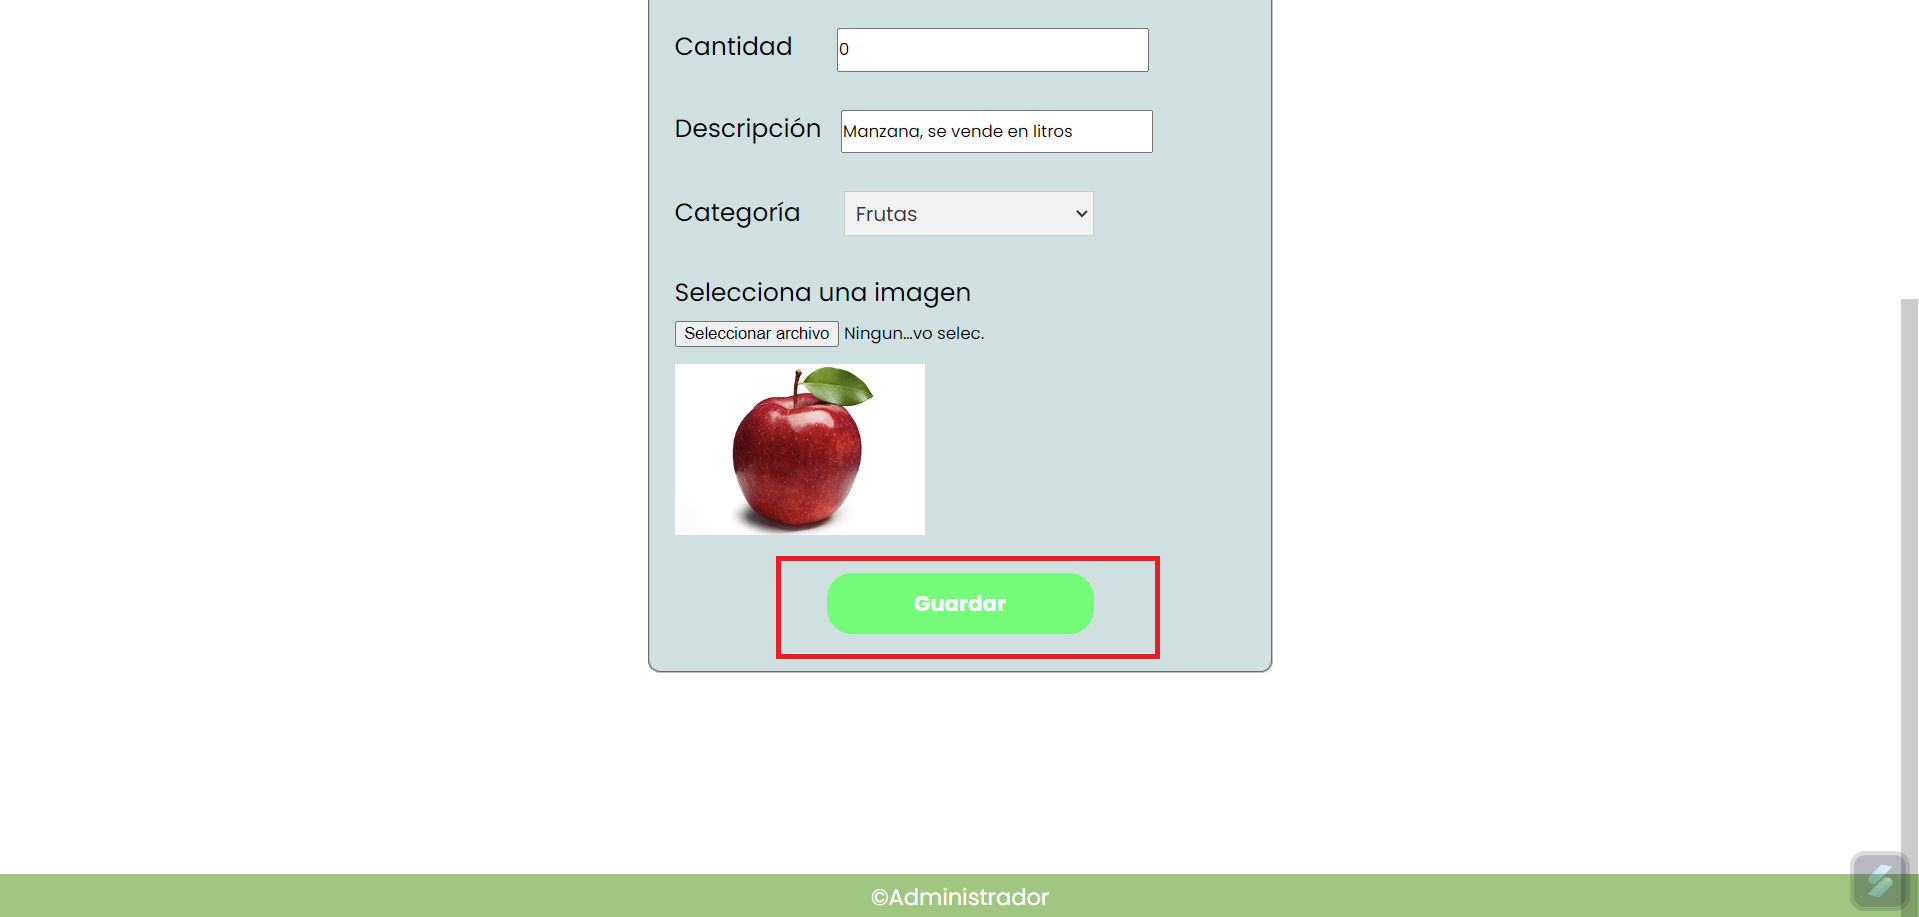 Cantidad 0
Descripción Manzana, se vende en litros
Categoría Frutas
Selecciona una imagen
Seleccionar archivo Ningun...vo selec.
Guardar
©Administrador